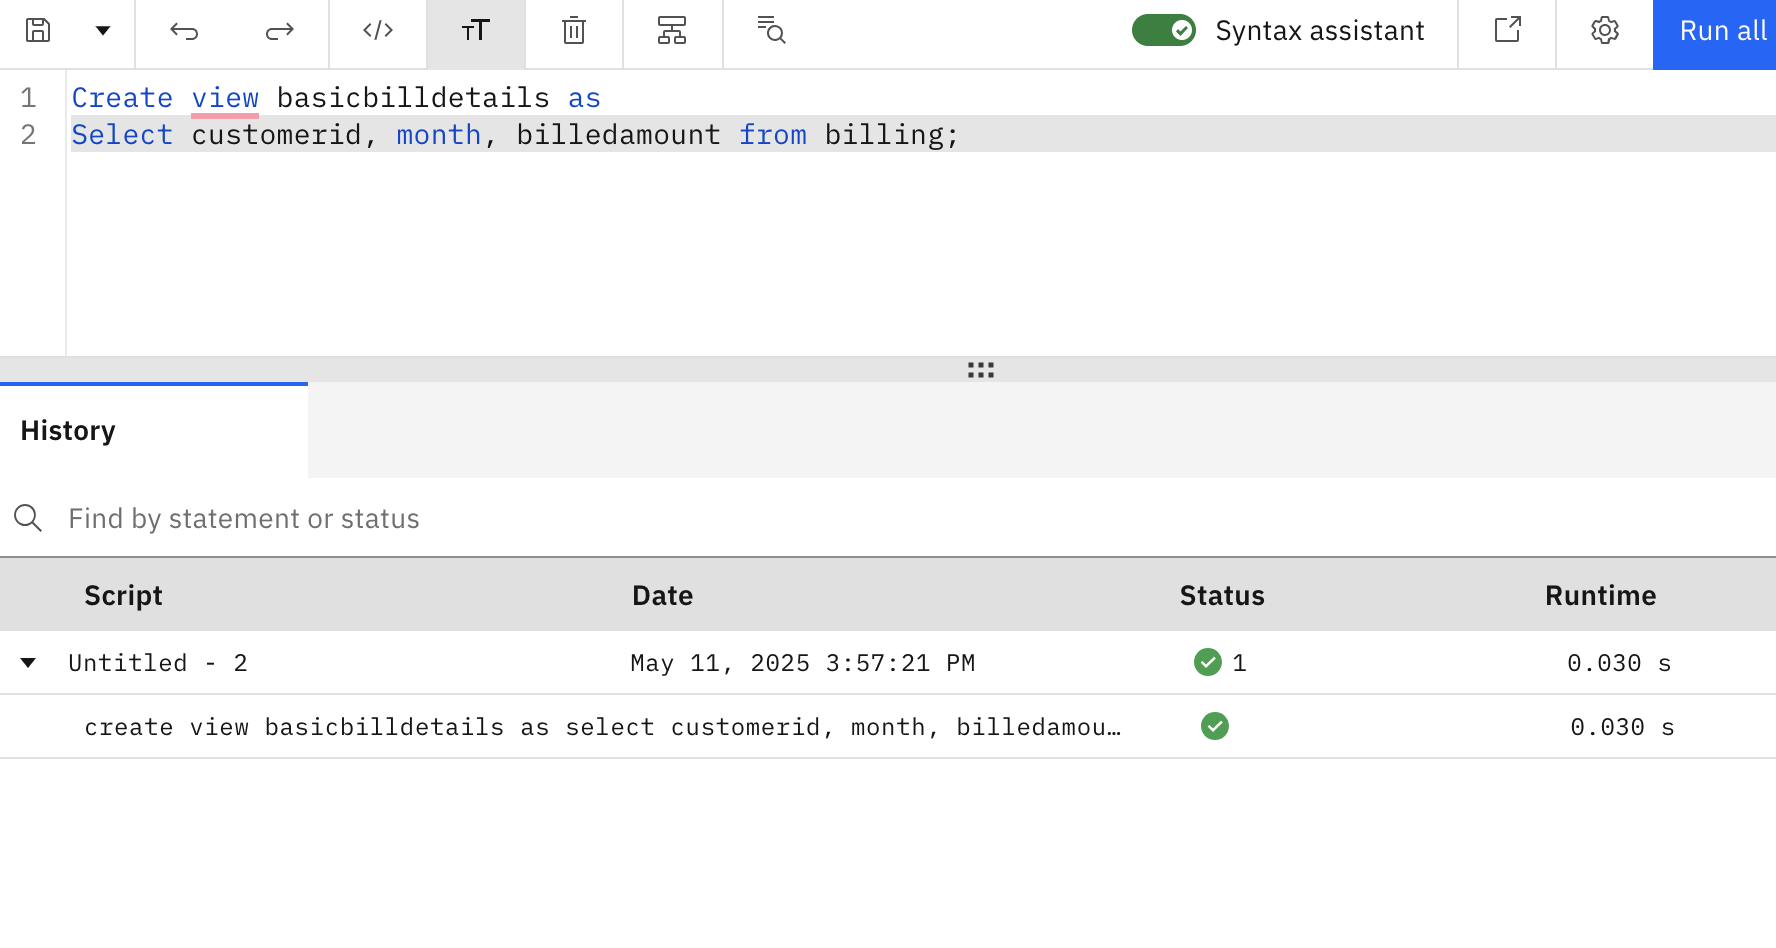 </> TT Syntax assistant Run all
1 Create view basicbilldetails as
2 Select customerid, month, billedamount from billing;
History
Find by statement or status
Script Date Status Runtime
Untitled - 2 May 11, 2025 3:57:21 PM 1 0.030 s
create view basicbilldetails as select customerid, month, billedamou… 0.030 s